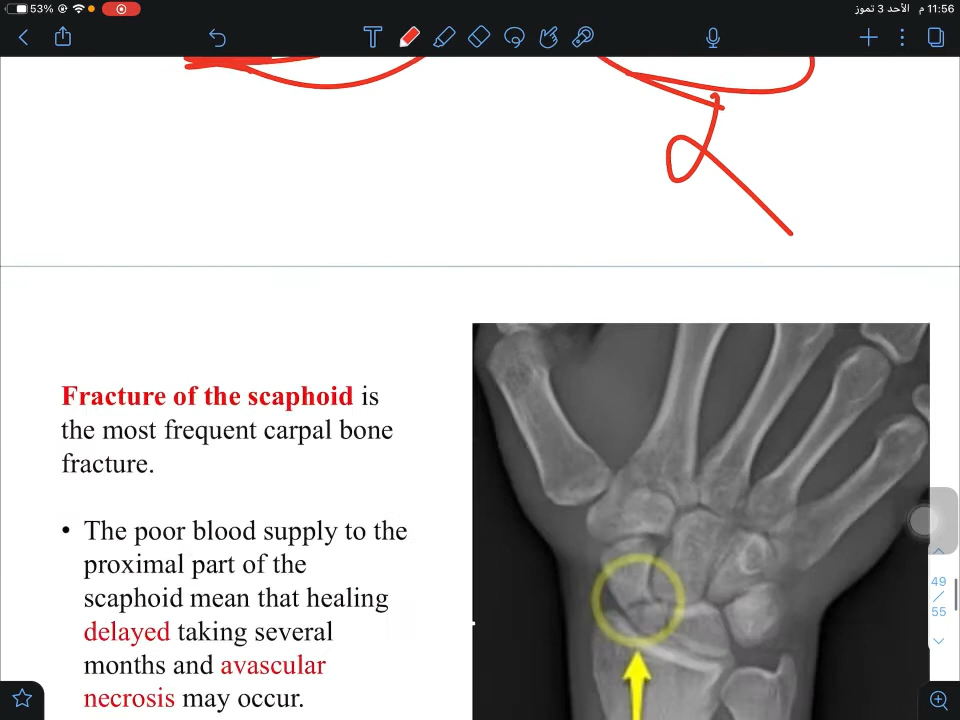 53%
11:56 م الأحد 3 تموز
Fracture of the scaphoid is
the most frequent carpal bone
fracture.
• The poor blood supply to the
proximal part of the
scaphoid mean that healing
delayed taking several
months and avascular
necrosis may occur.
49
/
55